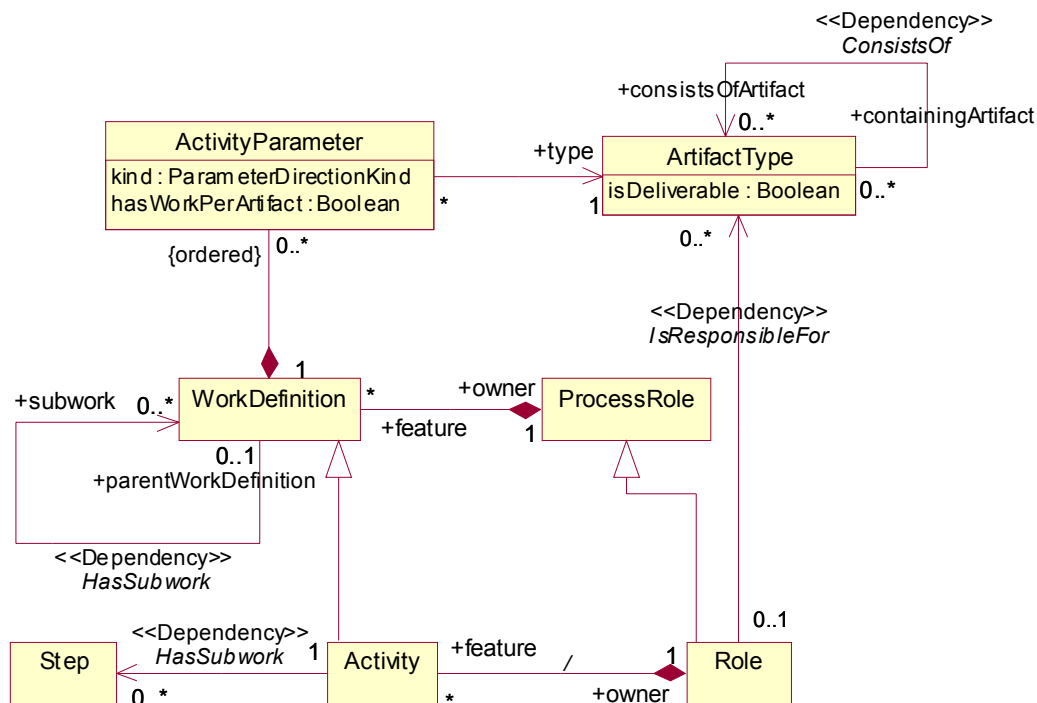 <<Dependency>>
ConsistsOf
+consistsOfArtifact
0..*
+containingArtifact
ActivityParameter
kind : ParameterDirectionKind
hasWorkPerArtifact : Boolean
+type
*
1
ArtifactType
isDeliverable : Boolean
0..*
{ordered}
0..*
0..*
<<Dependency>>
IsResponsibleFor
1
+subwork
0..*
WorkDefinition
*
+feature
+owner
1
ProcessRole
0..1
+parentWorkDefinition
<<Dependency>>
HasSubwork
0..1
Step
<<Dependency>>
HasSubwork
1
0..*
Activity
+feature
*
/
1
+owner
Role